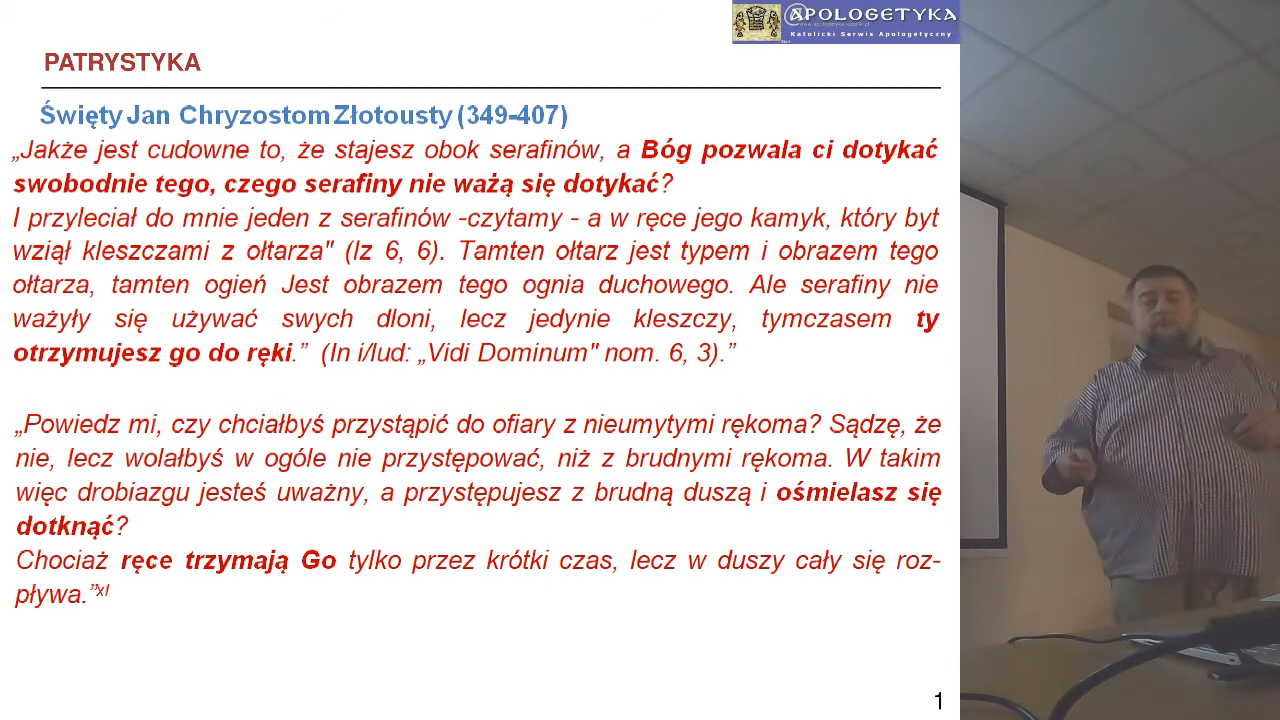 @POLOGETYKA
www.apologetyka.katolik.pl
Katolicki Serwis Apologetyczny
PATRYSTYKA
Święty Jan Chryzostom Złotousty (349-407)
„Jakże jest cudowne to, że stajesz obok serafinów, a Bóg pozwala ci dotykać
swobodnie tego, czego serafiny nie ważą się dotykać?
I przyleciał do mnie jeden z serafinów -czytamy - a w ręce jego kamyk, który byt
wziął kleszczami z ołtarza" (Iz 6, 6). Tamten ołtarz jest typem i obrazem tego
ołtarza, tamten ogień Jest obrazem tego ognia duchowego. Ale serafiny nie
ważyły się używać swych dloni, lecz jedynie kleszczy, tymczasem ty
otrzymujesz go do ręki.” (In i/lud: „Vidi Dominum" nom. 6, 3).”
„Powiedz mi, czy chciałbyś przystąpić do ofiary z nieumytymi rękoma? Sądzę, że
nie, lecz wolałbyś w ogóle nie przystępować, niż z brudnymi rękoma. W takim
więc drobiazgu jesteś uważny, a przystępujesz z brudną duszą i ośmielasz się
dotknąć?
Chociaż ręce trzymają Go tylko przez krótki czas, lecz w duszy cały się roz-
pływa.”xl
1